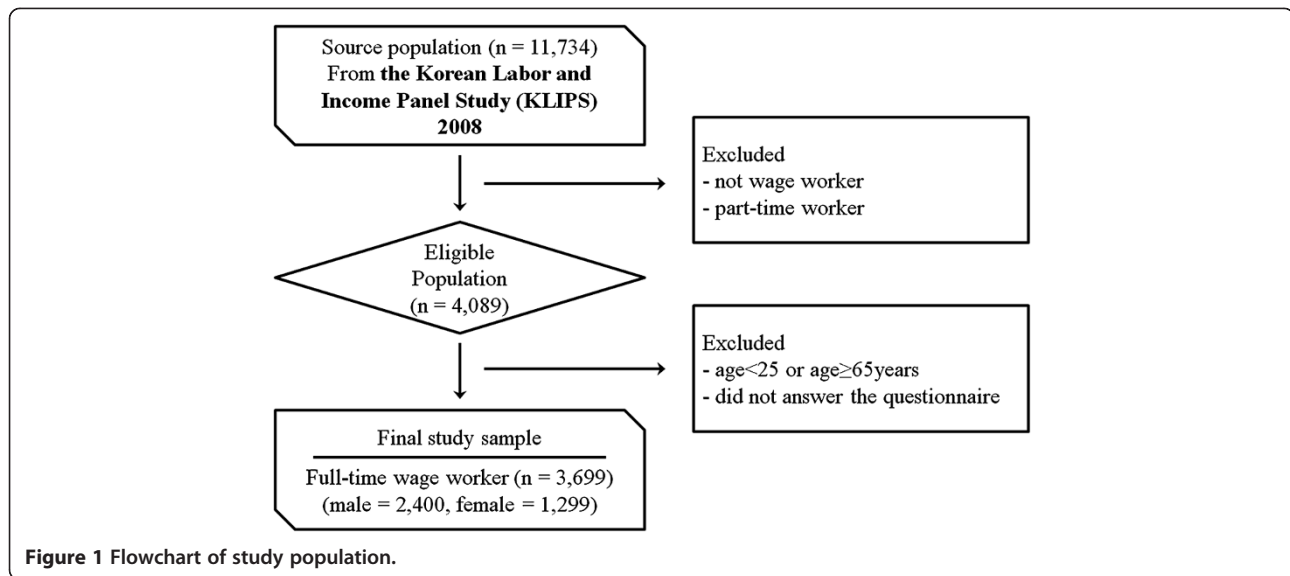 Source population (n = 11,734)
From the Korean Labor and
Income Panel Study (KLIPS)
2008
Excluded
- not wage worker
- part-time worker
Eligible
Population
(n = 4,089)
Excluded
- age<25 or age≥65years
- did not answer the questionnaire
Final study sample
Full-time wage worker (n = 3,699)
(male = 2,400, female = 1,299)
Figure 1 Flowchart of study population.